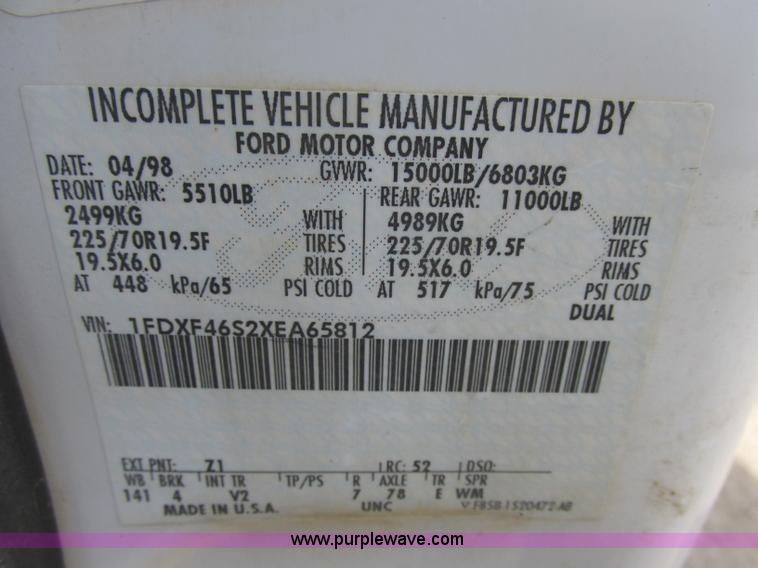 INCOMPLETE VEHICLE MANUFACTURED BY
FORD MOTOR COMPANY
DATE: 04/98 GVWR: 15000LB/6803KG
FRONT GAWR: 5510LB REAR GAWR: 11000LB
2499KG WITH 4989KG WITH
225/70R19.5F TIRES 225/70R19.5F TIRES
19.5X6.0 RIMS 19.5X6.0 RIMS
AT 448 kPa/65 PSI COLD AT 517 kPa/75 PSI COLD
DUAL
VIN: 1FDXF46S2XEA65812
EXT PNT: Z1 RC: 52 DSO:
WB BRK INT TR TP/PS R AXLE TR SPR
141 4 V2 7 78 E WM
MADE IN U.S.A. UNC V F85B-1520472-AB
www.purplewave.com